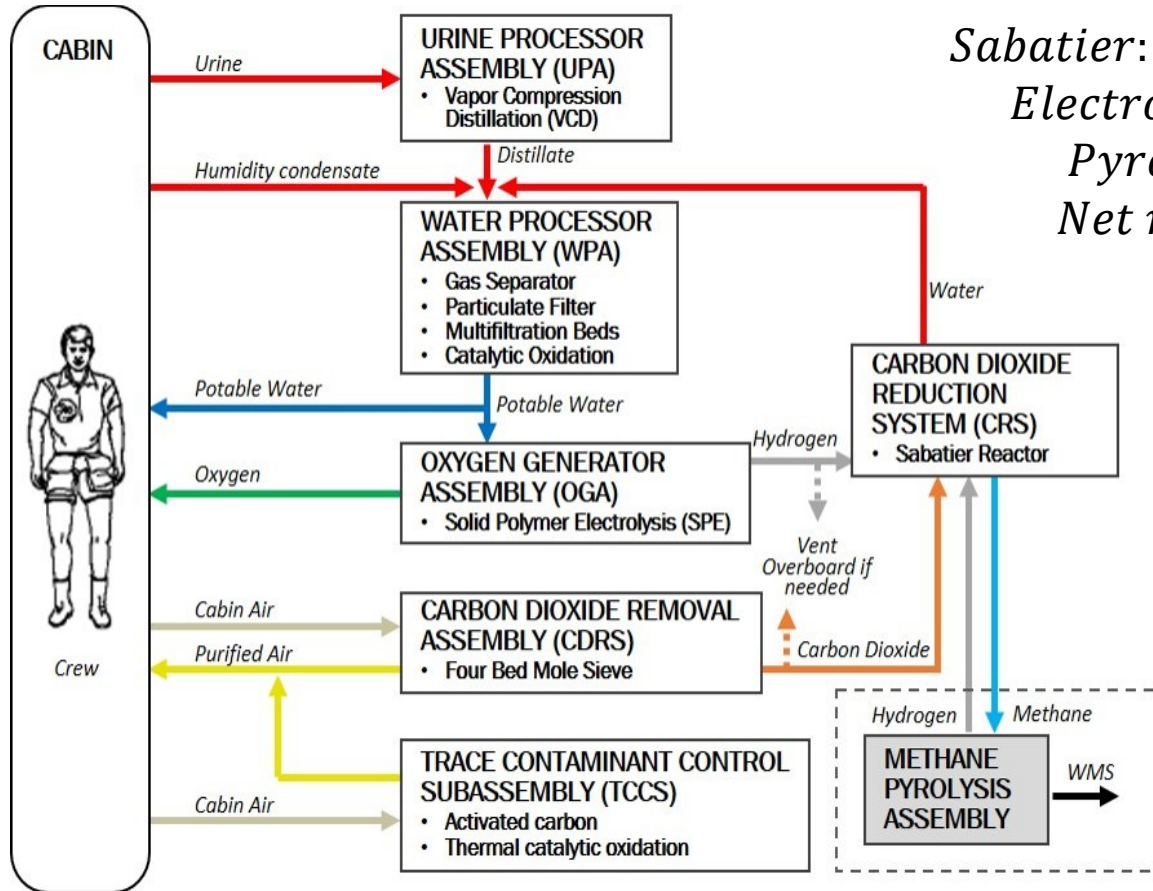 CABIN
Urine
URINE PROCESSOR
ASSEMBLY (UPA)
• Vapor Compression
Distillation (VCD)
Distillate
Humidity condensate
WATER PROCESSOR
ASSEMBLY (WPA)
• Gas Separator
• Particulate Filter
• Multifiltration Beds
• Catalytic Oxidation
Water
Potable Water
Potable Water
CARBON DIOXIDE
REDUCTION
SYSTEM (CRS)
• Sabatier Reactor
Oxygen
OXYGEN GENERATOR
ASSEMBLY (OGA)
• Solid Polymer Electrolysis (SPE)
Hydrogen
Vent
Overboard if
needed
Cabin Air
Purified Air
Crew
CARBON DIOXIDE REMOVAL
ASSEMBLY (CDRS)
• Four Bed Mole Sieve
Carbon Dioxide
Hydrogen
Methane
METHANE
PYROLYSIS
ASSEMBLY
WMS
Cabin Air
TRACE CONTAMINANT CONTROL
SUBASSEMBLY (TCCS)
• Activated carbon
• Thermal catalytic oxidation
Sabatier:
Electro
Pyro
Net